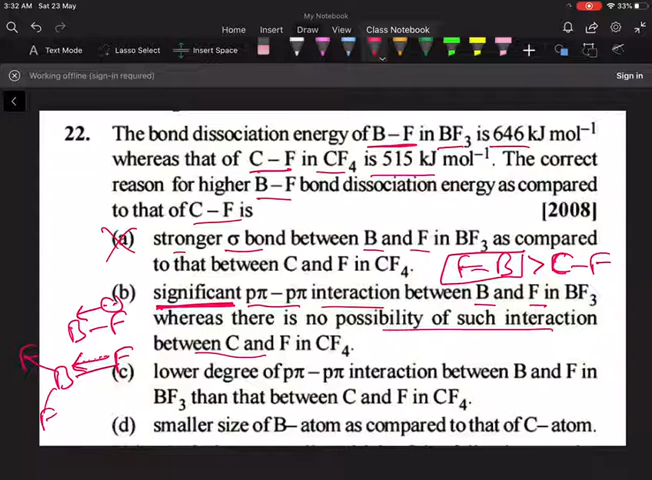 3:32 AM Sat 23 May
33%
My Notebook
Home Insert Draw View Class Notebook
Text Mode Lasso Select Insert Space
Working offline (sign-in required) Sign in
22. The bond dissociation energy of B – F in BF3 is 646 kJ mol–1
whereas that of C – F in CF4 is 515 kJ mol–1. The correct
reason for higher B – F bond dissociation energy as compared
to that of C – F is [2008]
(a) stronger σ bond between B and F in BF3 as compared
to that between C and F in CF4. F=B > C-F
(b) significant pπ – pπ interaction between B and F in BF3
whereas there is no possibility of such interaction
B-F
between C and F in CF4.
F B F
(c) lower degree of pπ – pπ interaction between B and F in
BF3 than that between C and F in CF4.
F
(d) smaller size of B– atom as compared to that of C– atom.